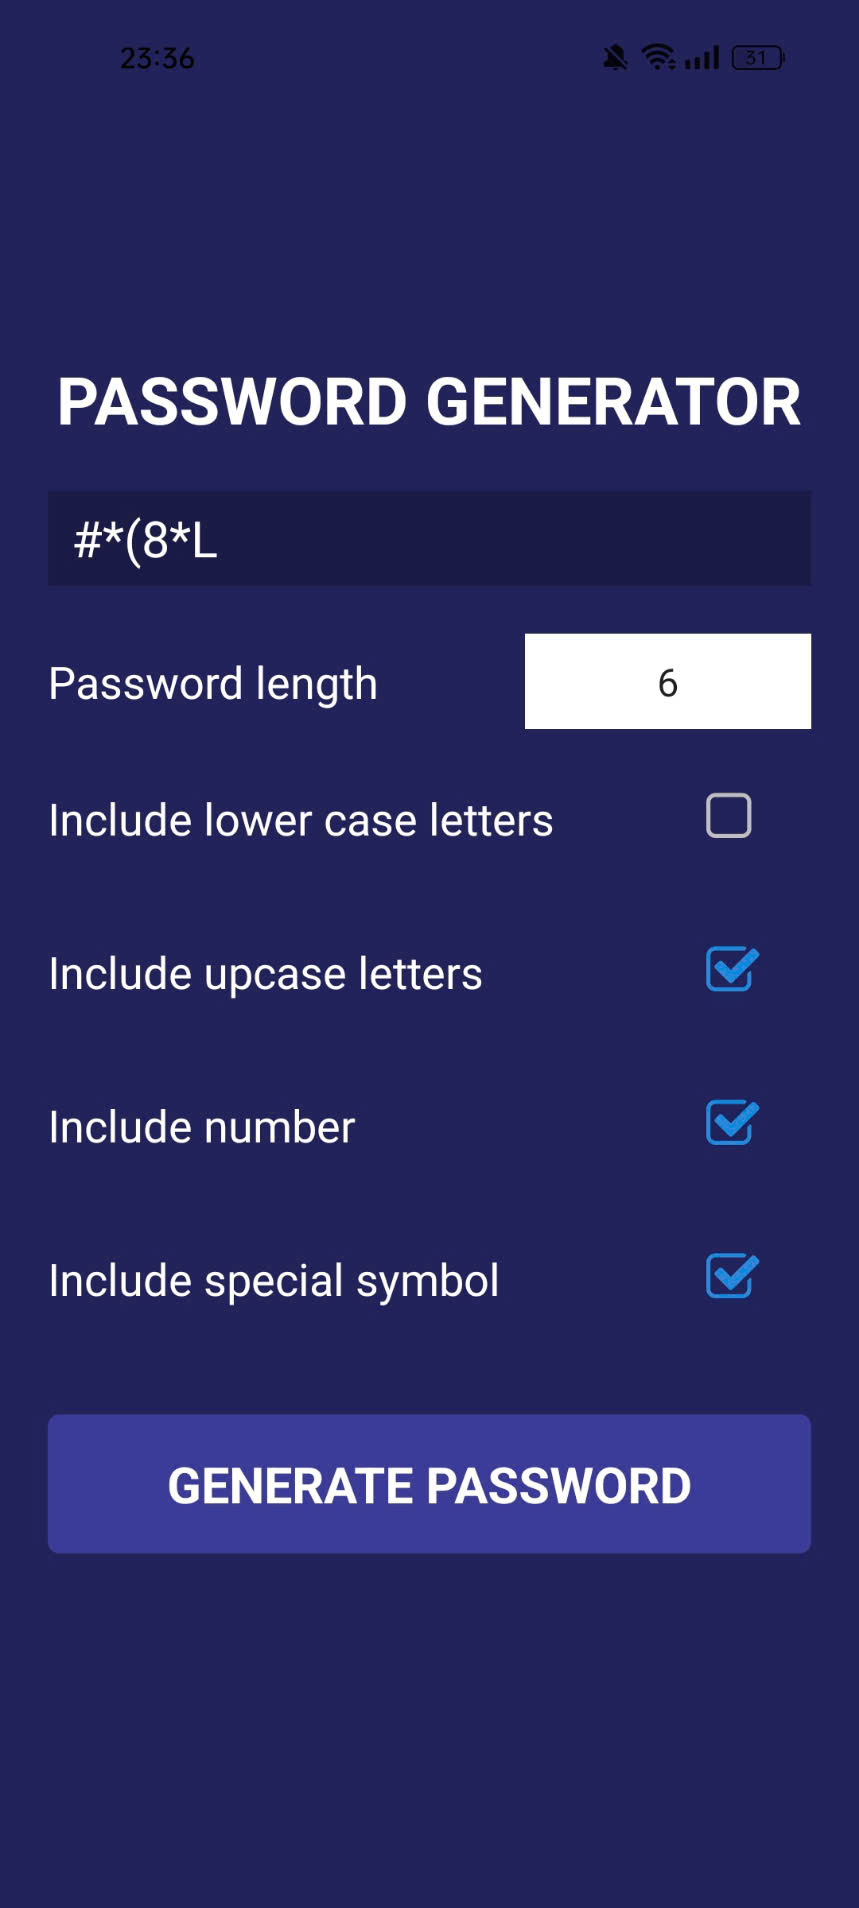 23:36 31
PASSWORD GENERATOR
#*(8*L
Password length 6
Include lower case letters
Include upcase letters
Include number
Include special symbol
GENERATE PASSWORD